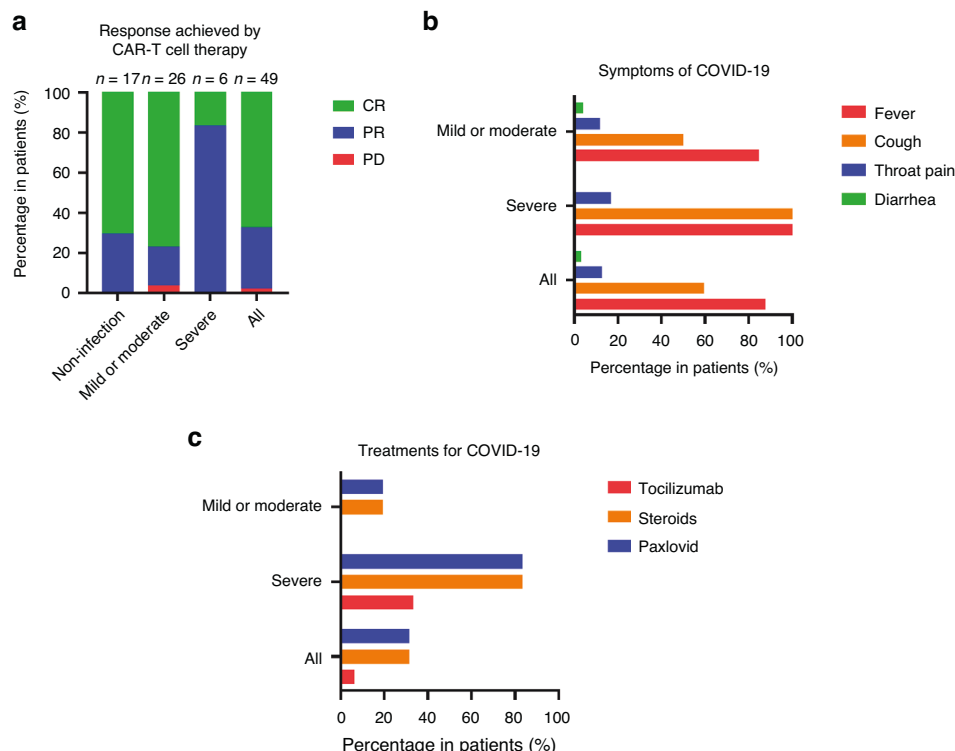 a
Response achieved by
CAR-T cell therapy
n = 17 n = 26 n = 6 n = 49
Percentage in patients (%)
100
80
60
40
20
0
Non-infection
Mild or moderate
Severe
All
CR
PR
PD
b
Symptoms of COVID-19
Mild or moderate
Severe
All
0 20 40 60 80 100
Percentage in patients (%)
Fever
Cough
Throat pain
Diarrhea
c
Treatments for COVID-19
Mild or moderate
Severe
All
0 20 40 60 80 100
Percentage in patients (%)
Tocilizumab
Steroids
Paxlovid